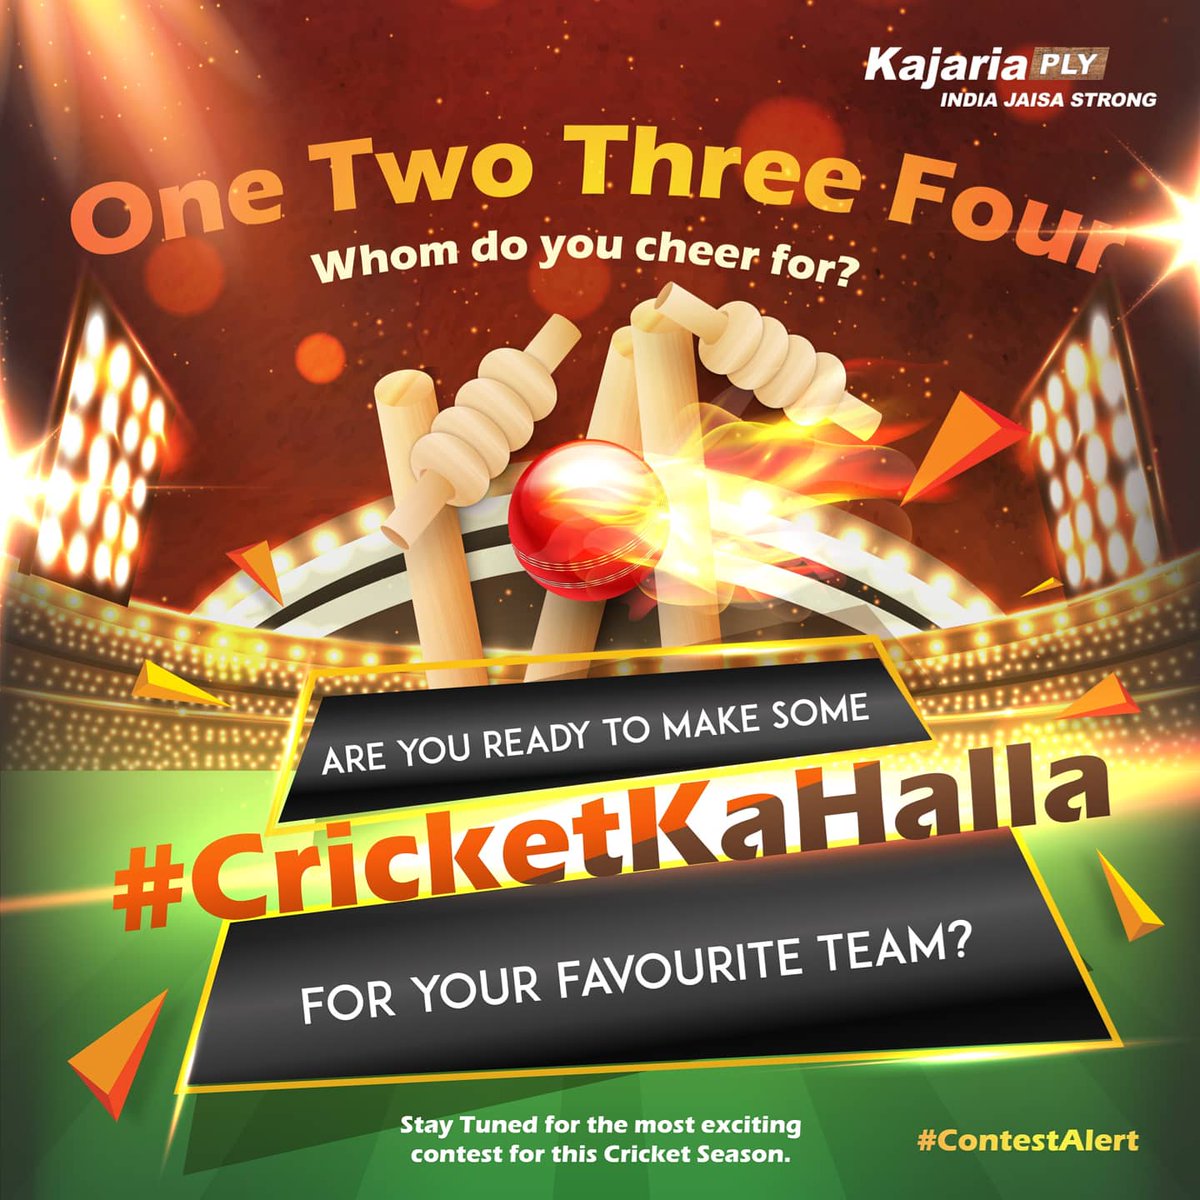 Kajaria PLY
INDIA JAISA STRONG
One Two Three Four
Whom do you cheer for?
ARE YOU READY TO MAKE SOME
#CricketKaHalla
FOR YOUR FAVOURITE TEAM?
Stay Tuned for the most exciting
contest for this Cricket Season.
#ContestAlert